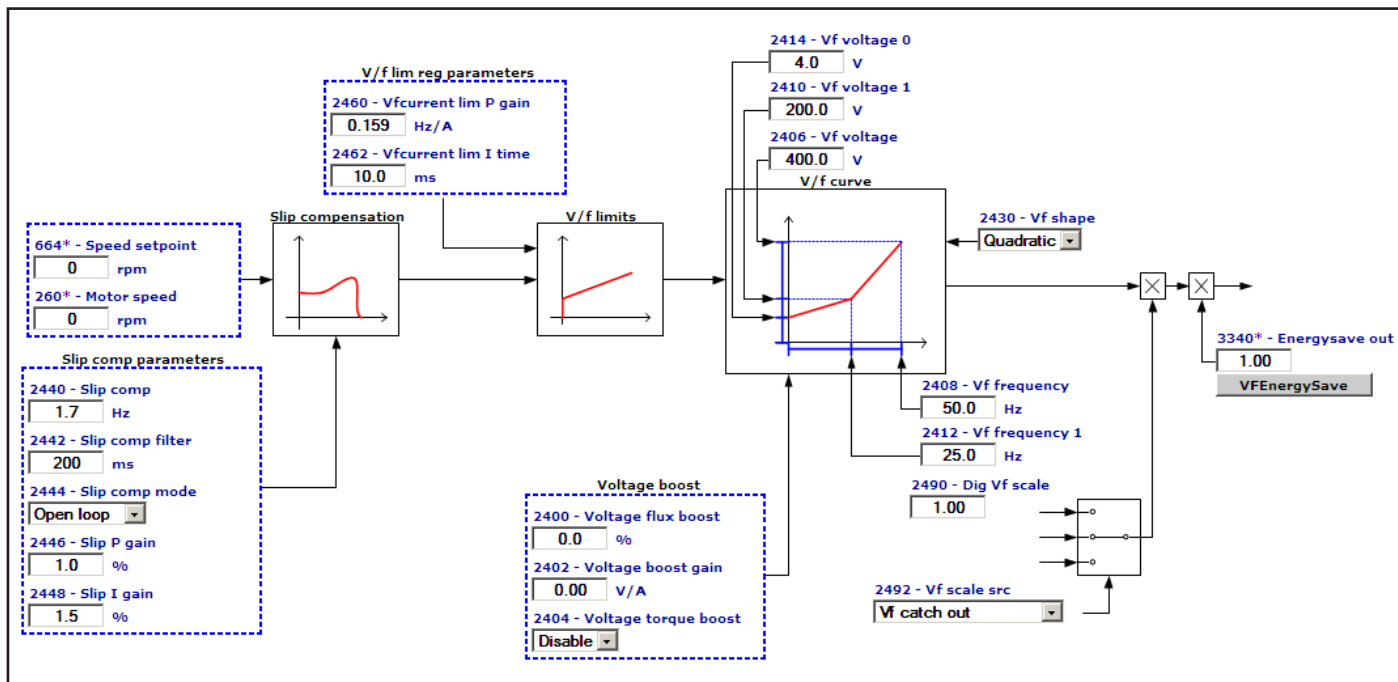 V/f lim reg parameters
2460 - Vfcurrent lim P gain
0.159 Hz/A
2462 - Vfcurrent lim I time
10.0 ms
2414 - Vf voltage 0
4.0 V
2410 - Vf voltage 1
200.0 V
2406 - Vf voltage
400.0 V
V/f curve
Slip compensation
V/f limits
664* - Speed setpoint
0 rpm
260* - Motor speed
0 rpm
2430 - Vf shape
Quadratic
3340* - Energysave out
1.00
VFEnergySave
Slip comp parameters
2440 - Slip comp
1.7 Hz
2442 - Slip comp filter
200 ms
2444 - Slip comp mode
Open loop
2446 - Slip P gain
1.0 %
2448 - Slip I gain
1.5 %
2408 - Vf frequency
50.0 Hz
2412 - Vf frequency 1
25.0 Hz
Voltage boost
2400 - Voltage flux boost
0.0 %
2402 - Voltage boost gain
0.00 V/A
2404 - Voltage torque boost
Disable
2490 - Dig Vf scale
1.00
2492 - Vf scale src
Vf catch out